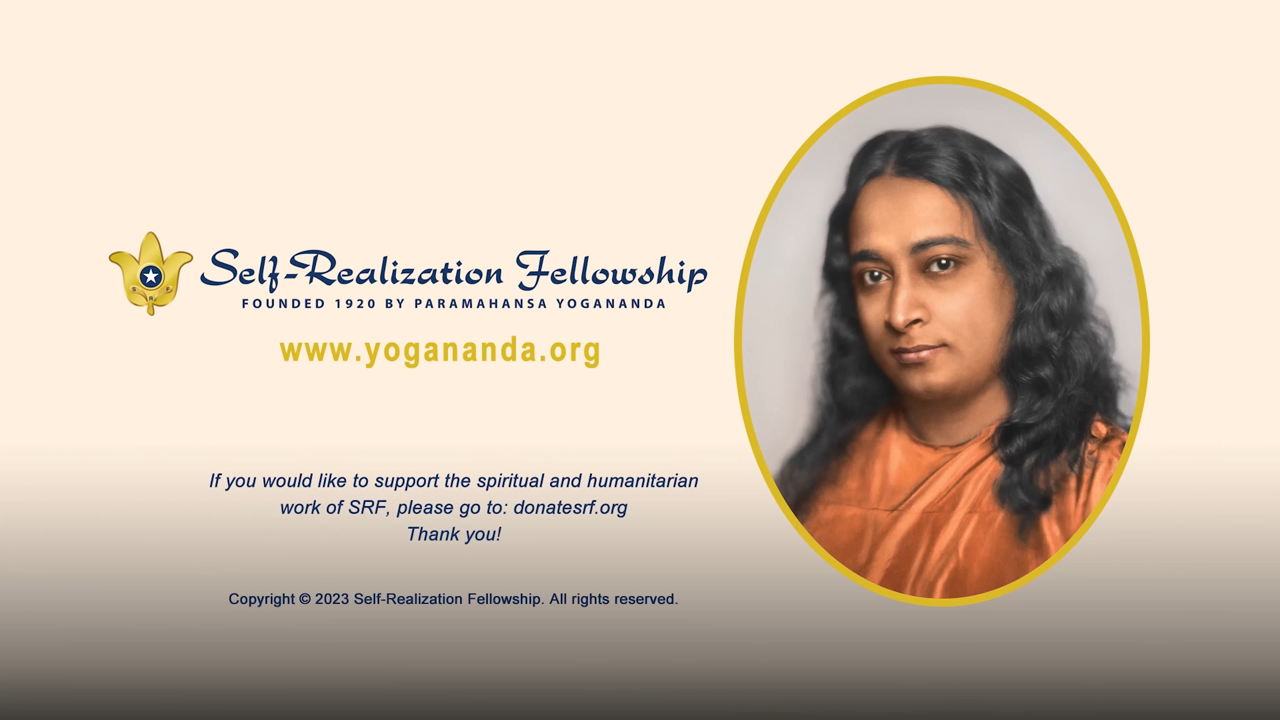 Self-Realization Fellowship
FOUNDED 1920 BY PARAMAHANSA YOGANANDA
www.yogananda.org
If you would like to support the spiritual and humanitarian
work of SRF, please go to: donatesrf.org
Thank you!
Copyright © 2023 Self-Realization Fellowship. All rights reserved.